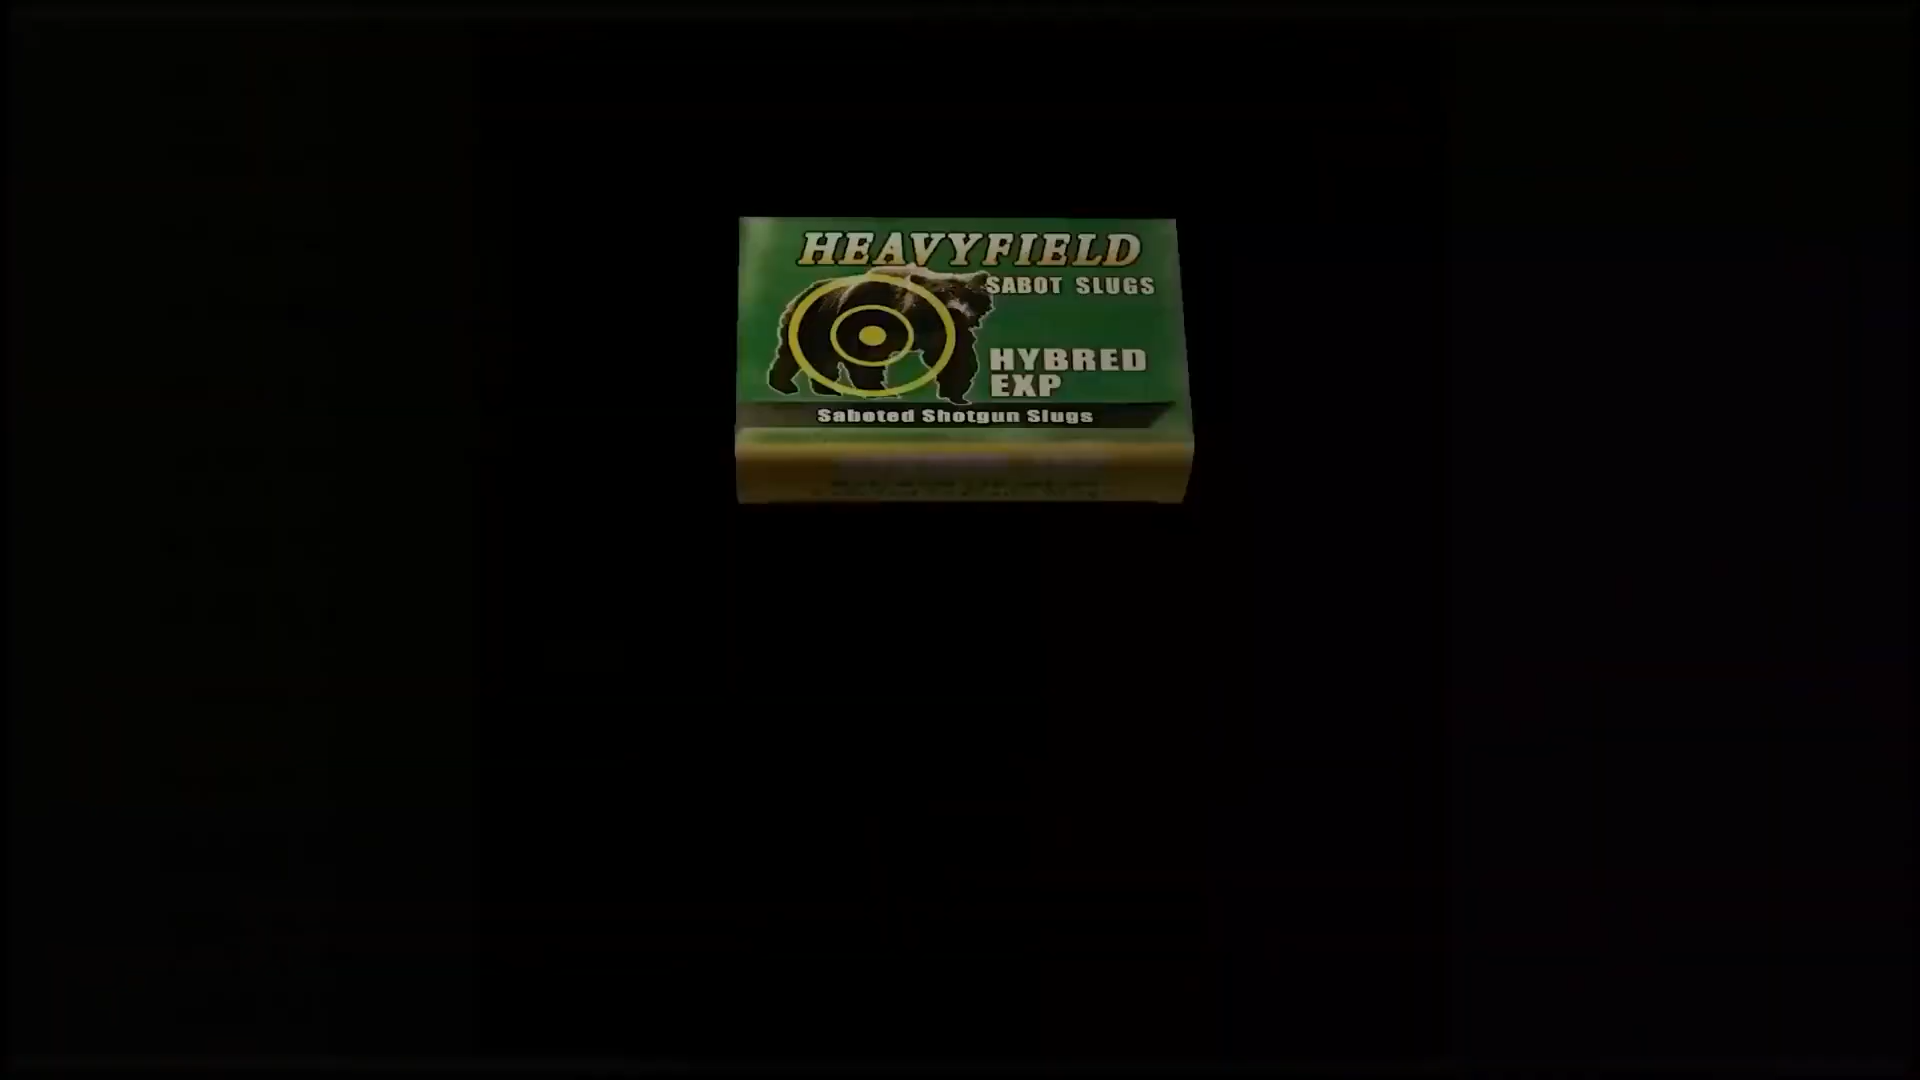 HEAVYFIELD
SABOT SLUGS
HYBRED
EXP
Saboted Shotgun Slugs